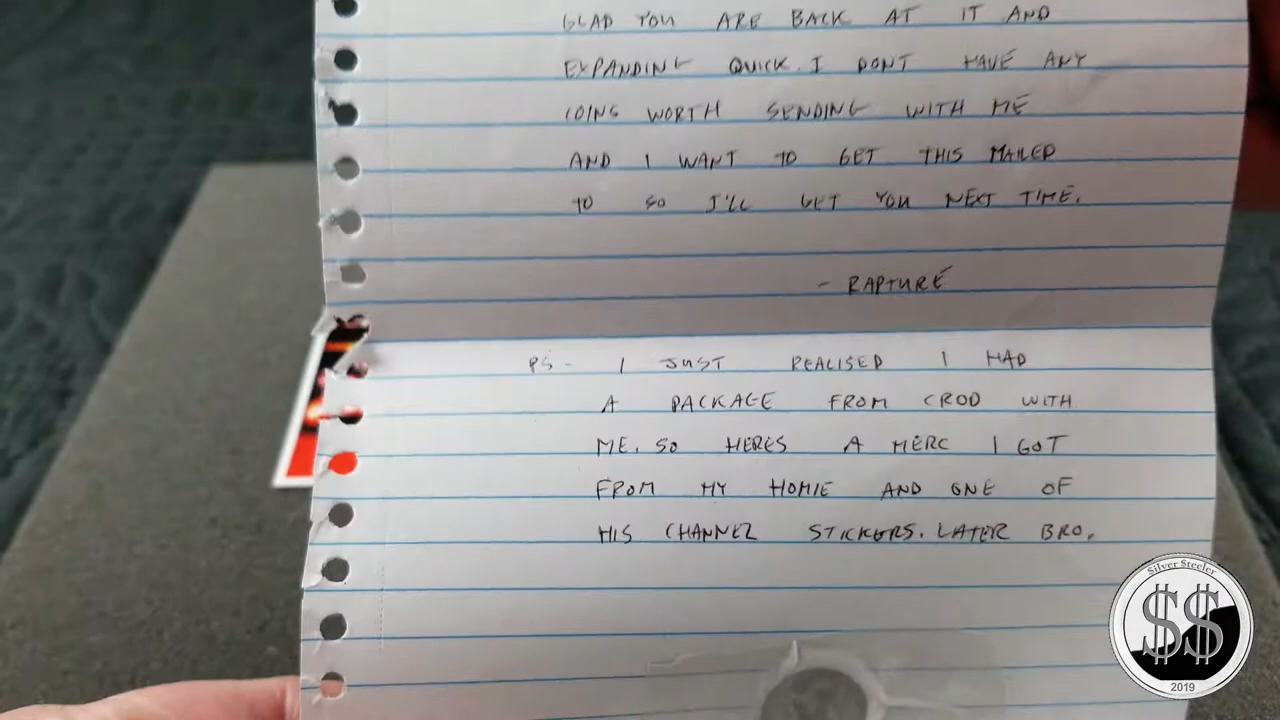 GLAD YOU ARE BACK AT IT AND
EXPANDING QUICK. I DONT HAVE ANY
COINS WORTH SENDING WITH ME
AND I WANT TO GET THIS MAILED
TO SO I'LL GET YOU NEXT TIME.
- RAPTURE
PS - I JUST REALISED I HAD
A PACKAGE FROM CROD WITH
ME. SO HERES A MERC I GOT
FROM MY HOMIE AND ONE OF
HIS CHANNEL STICKERS. LATER BRO.
Silver Steeler
$$
2019